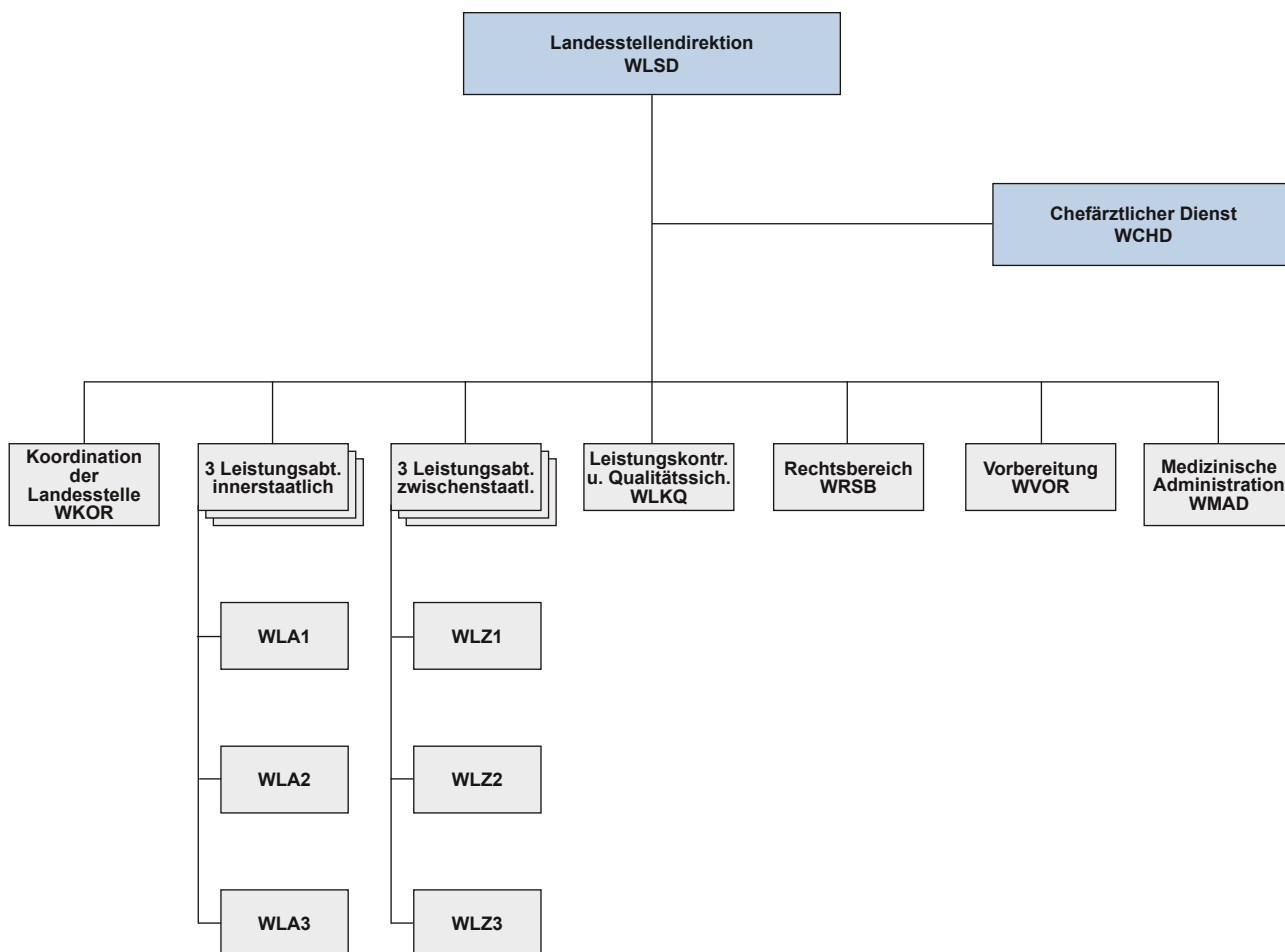 Landesstellendirektion
WLSD
Chefärztlicher Dienst
WCHD
Koordination
der
Landesstelle
WKOR
3 Leistungsabt.
innerstaatlich
3 Leistungsabt.
zwischenstaatl.
Leistungskontr.
u. Qualitätssich.
WLKQ
Rechtsbereich
WRSB
Vorbereitung
WVOR
Medizinische
Administration
WMAD
WLA1
WLZ1
WLA2
WLZ2
WLA3
WLZ3